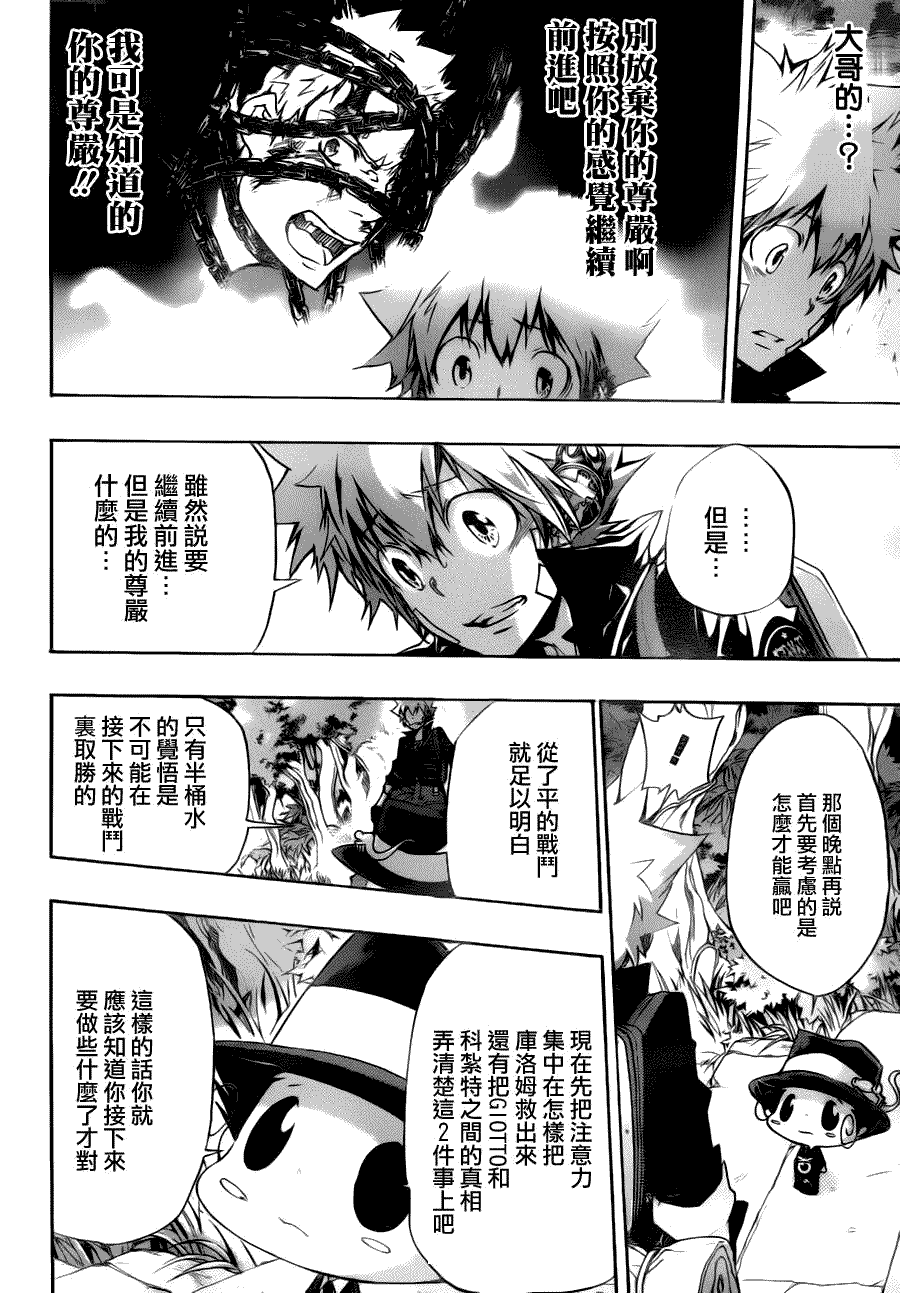 大哥的…?
別放棄你的尊嚴啊
按照你的感覺繼續
前進吧
我可是知道的
你的尊嚴!!
……
但是…
雖然說要
繼續前進…
但是我的尊嚴
什麼的…
……!
那個晚點再說
首先要考慮的是
怎麼才能贏吧
從了平的戰鬥
就足以明白
只有半桶水
的覺悟是
不可能在
接下來的戰鬥
裏取勝的
現在先把注意力
集中在怎樣把
庫洛姆救出來
還有把GIOTTO和
科紮特之間的真相
弄清楚這2件事上吧
這樣的話你就
應該知道你接下來
要做些什麼了才對